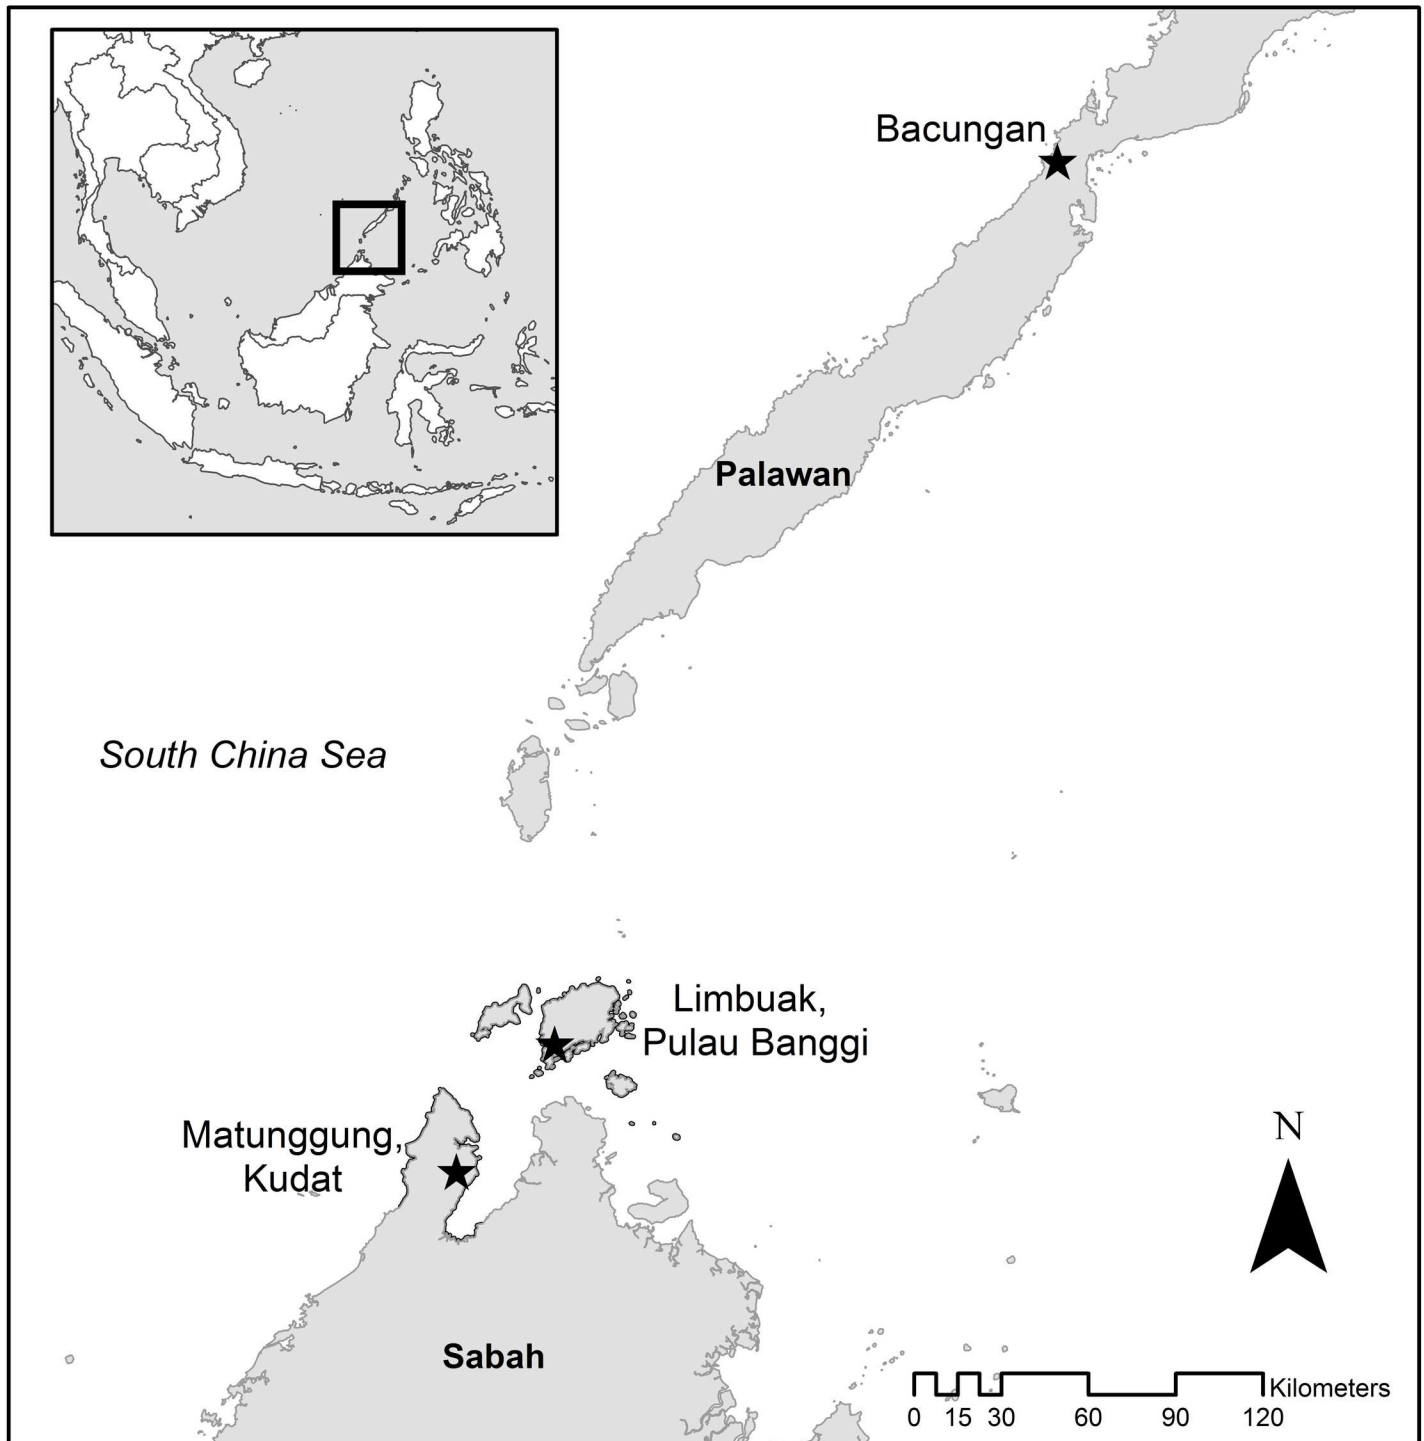 Bacungan
Palawan
South China Sea
Limbuak,
Pulau Banggi
Matunggung,
Kudat
N
Sabah
Kilometers
0 15 30 60 90 120